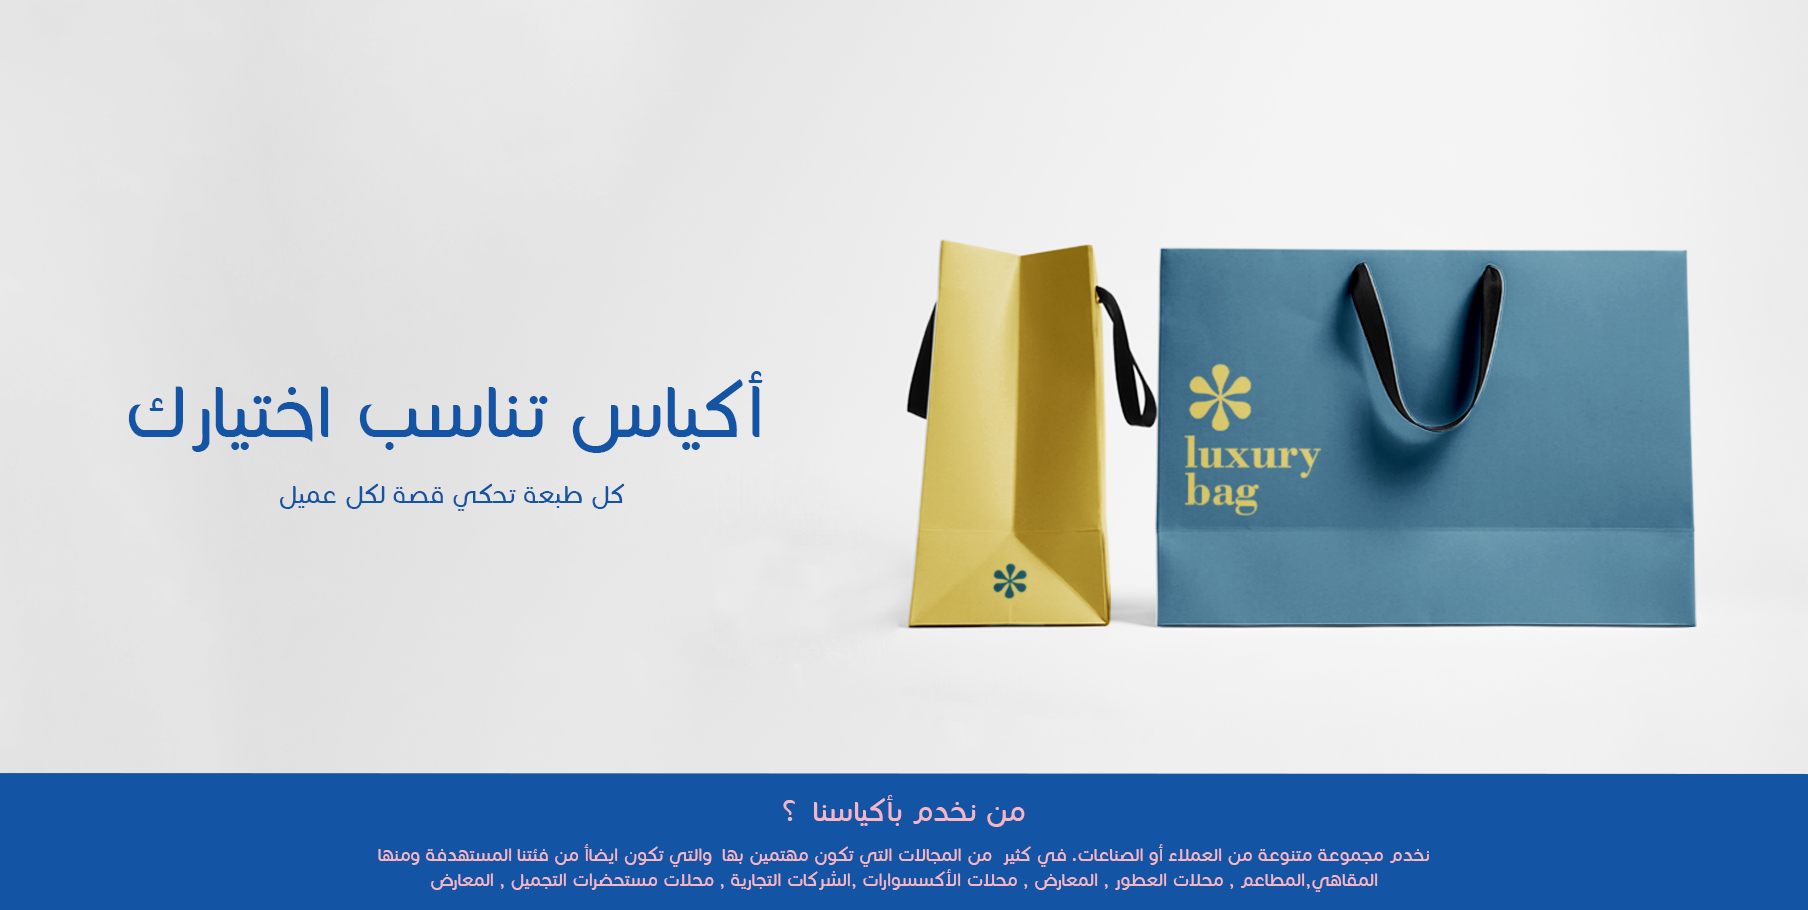 أكياس تناسب اختيارك
كل طبعة تحكي قصة لكل عميل
luxury
bag
من نخدم بأكياسنا ؟
نخدم مجموعة متنوعة من العملاء أو الصناعات. في كثير من المجالات التي تكون مهتمين بها والتي تكون ايضاأ من فئتنا المستهدفة ومنها
المقاهي,المطاعم , محلات العطور , المعارض , محلات الأكسسوارات ,الشركات التجارية , محلات مستحضرات التجميل , المعارض